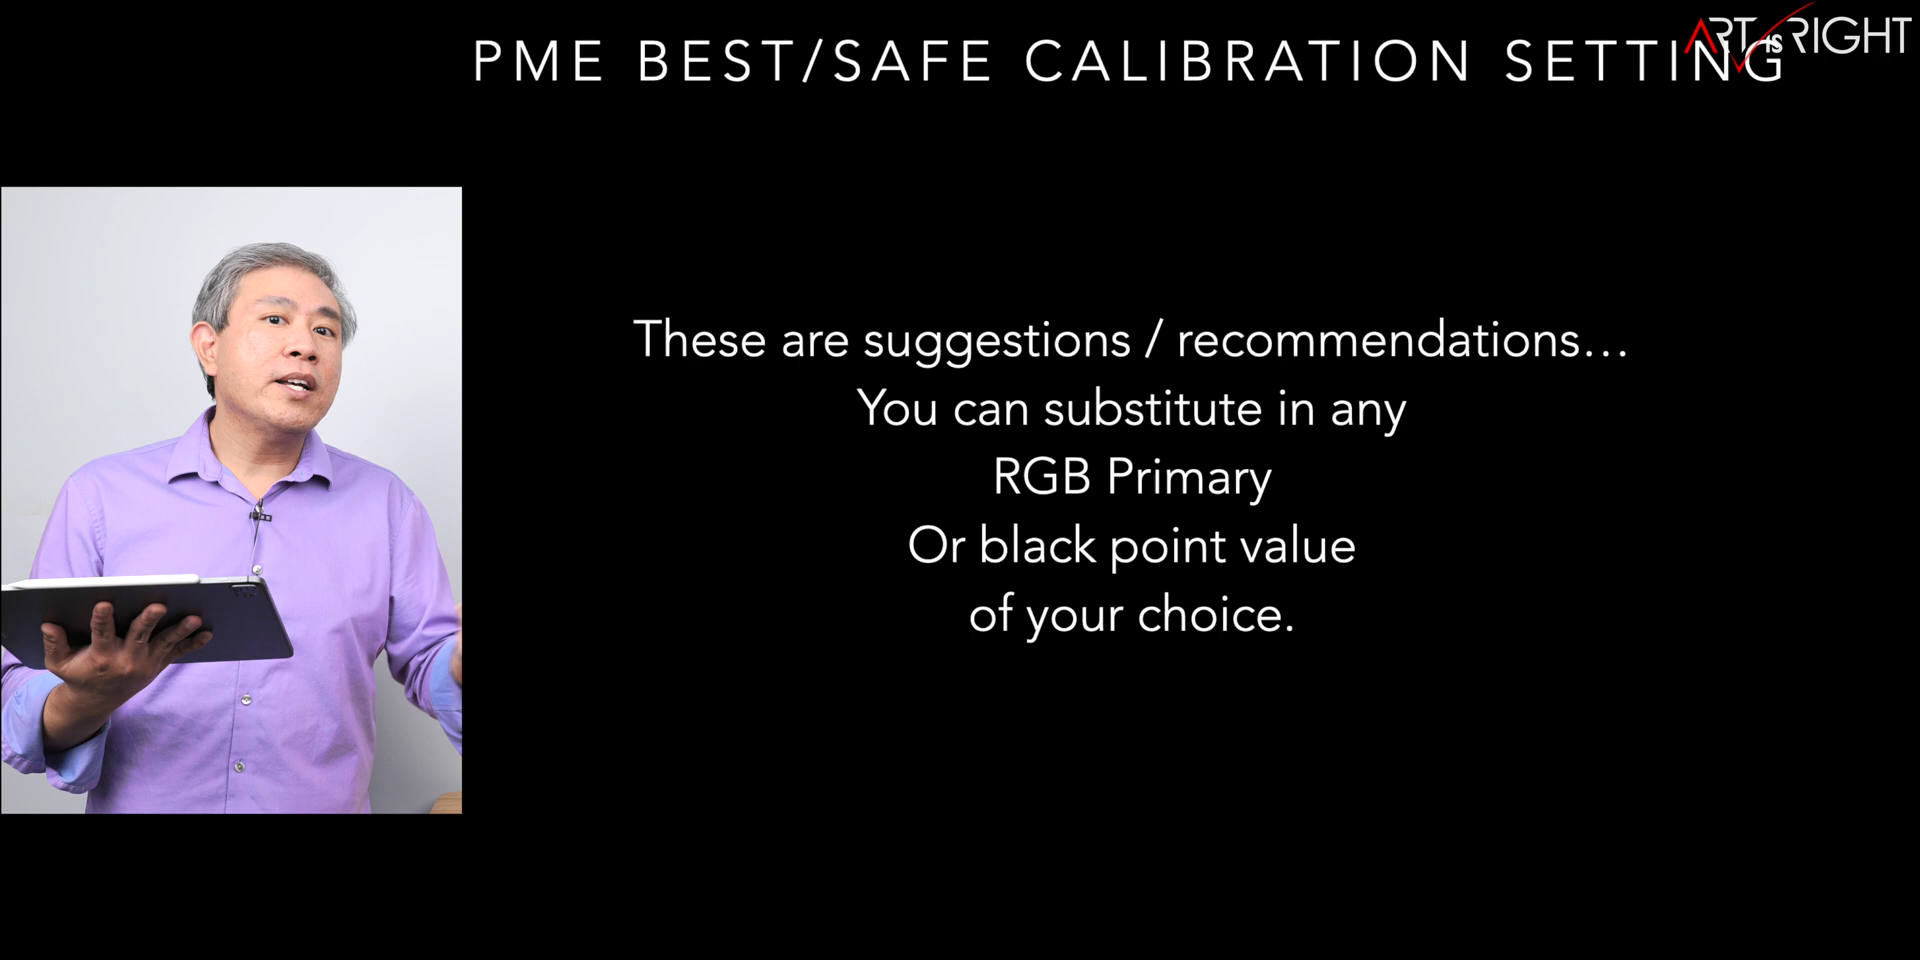 PME BEST/SAFE CALIBRATION SETTING
ART IS RIGHT
These are suggestions / recommendations...
You can substitute in any
RGB Primary
Or black point value
of your choice.